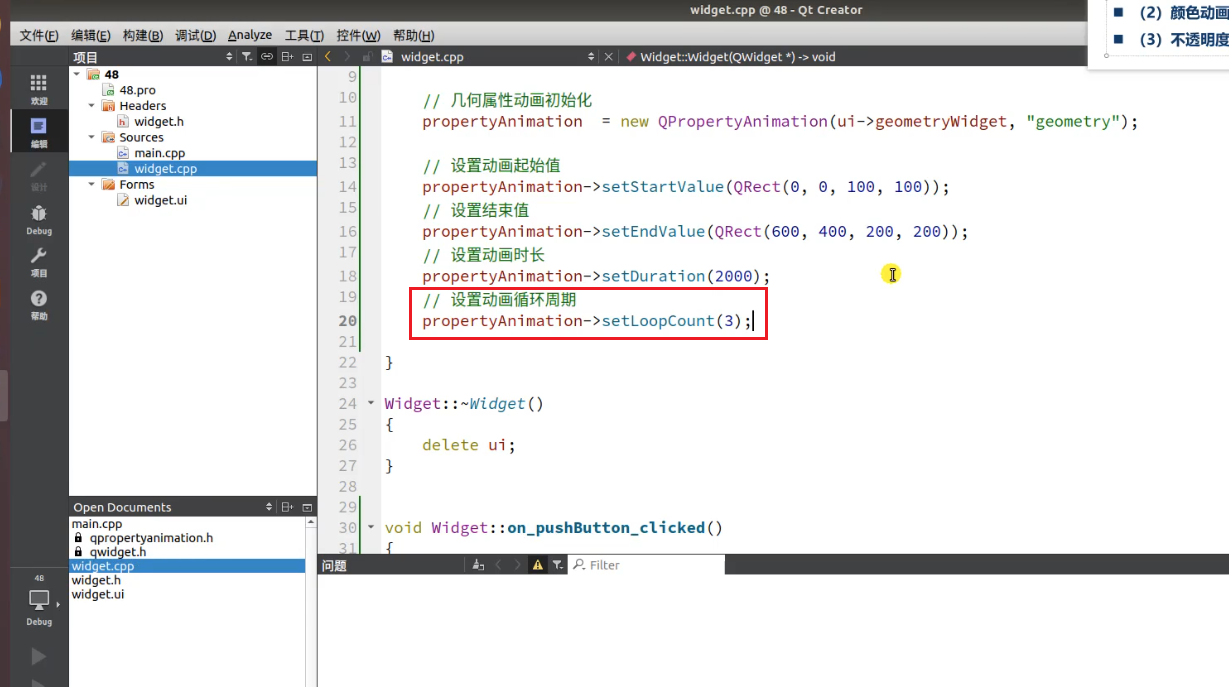 widget.cpp @ 48 - Qt Creator
■ （2）颜色动画
■ （3）不透明度
文件(F) 编辑(E) 构建(B) 调试(D) Analyze 工具(T) 控件(W) 帮助(H)
项目
widget.cpp
Widget::Widget(QWidget *) -> void
欢迎
编辑
设计
Debug
项目
帮助
48
Debug
48
48.pro
Headers
widget.h
Sources
main.cpp
widget.cpp
Forms
widget.ui
Open Documents
main.cpp
qpropertyanimation.h
qwidget.h
widget.cpp
widget.h
widget.ui
9
10 // 几何属性动画初始化
11 propertyAnimation = new QPropertyAnimation(ui->geometryWidget, "geometry");
12
13 // 设置动画起始值
14 propertyAnimation->setStartValue(QRect(0, 0, 100, 100));
15 // 设置结束值
16 propertyAnimation->setEndValue(QRect(600, 400, 200, 200));
17 // 设置动画时长
18 propertyAnimation->setDuration(2000);
19 // 设置动画循环周期
20 propertyAnimation->setLoopCount(3);
21
22 }
23
24 Widget::~Widget()
25 {
26 delete ui;
27 }
28
29
30 void Widget::on_pushButton_clicked()
31 {
问题
Filter